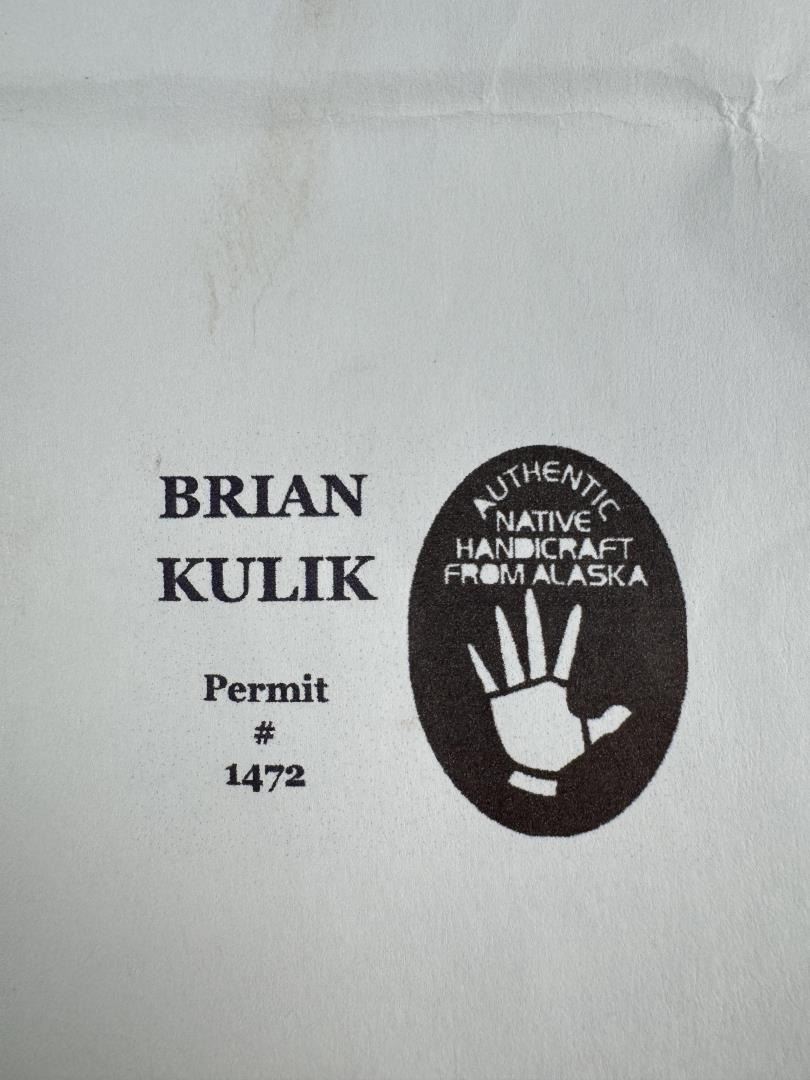 BRIAN
KULIK
Permit
#
1472
AUTHENTIC
NATIVE
HANDICRAFT
FROM ALASKA